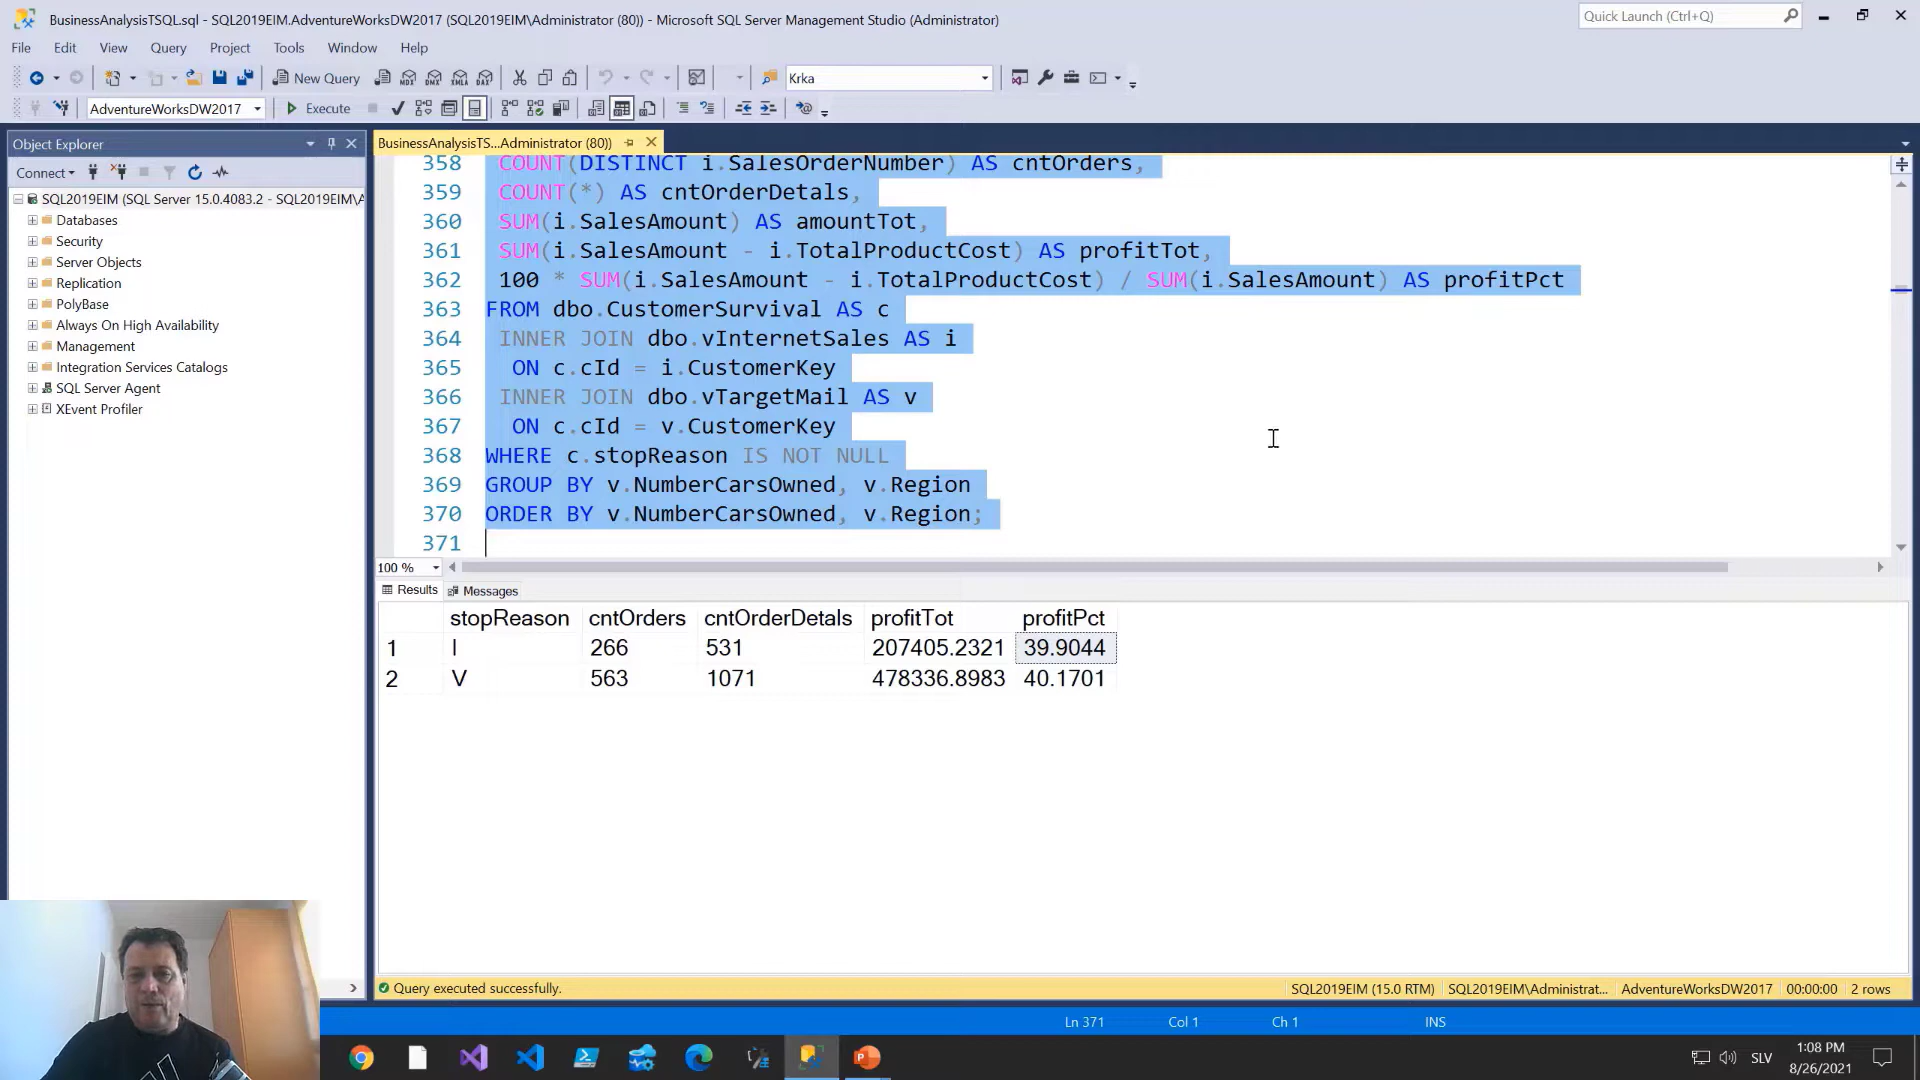 BusinessAnalysisTSQL.sql - SQL2019EIM.AdventureWorksDW2017 (SQL2019EIM\Administrator (80)) - Microsoft SQL Server Management Studio (Administrator)
Quick Launch (Ctrl+Q)
File Edit View Query Project Tools Window Help
New Query
Krka
AdventureWorksDW2017
Execute
Object Explorer
BusinessAnalysisTS...Administrator (80))
Connect
SQL2019EIM (SQL Server 15.0.4083.2 - SQL2019EIM\A
Databases
Security
Server Objects
Replication
PolyBase
Always On High Availability
Management
Integration Services Catalogs
SQL Server Agent
XEvent Profiler
358 COUNT(DISTINCT i.SalesOrderNumber) AS cntOrders,
359 COUNT(*) AS cntOrderDetals,
360 SUM(i.SalesAmount) AS amountTot,
361 SUM(i.SalesAmount - i.TotalProductCost) AS profitTot,
362 100 * SUM(i.SalesAmount - i.TotalProductCost) / SUM(i.SalesAmount) AS profitPct
363 FROM dbo.CustomerSurvival AS c
364 INNER JOIN dbo.vInternetSales AS i
365 ON c.cId = i.CustomerKey
366 INNER JOIN dbo.vTargetMail AS v
367 ON c.cId = v.CustomerKey
368 WHERE c.stopReason IS NOT NULL
369 GROUP BY v.NumberCarsOwned, v.Region
370 ORDER BY v.NumberCarsOwned, v.Region;
371
100 %
Results Messages
stopReason cntOrders cntOrderDetals profitTot profitPct
1 I 266 531 207405.2321 39.9044
2 V 563 1071 478336.8983 40.1701
Query executed successfully. SQL2019EIM (15.0 RTM) SQL2019EIM\Administrat... AdventureWorksDW2017 00:00:00 2 rows
Ln 371 Col 1 Ch 1 INS
SLV
1:08 PM
8/26/2021